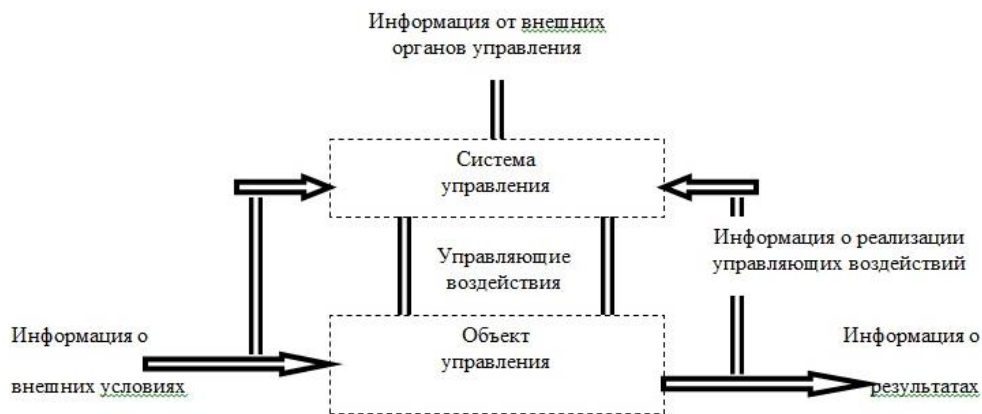 Информация от внешних
органов управления
Система
управления
Информация о реализации
управляющих воздействий
Управляющие
воздействия
Информация о
внешних условиях
Объект
управления
Информация о
результатах